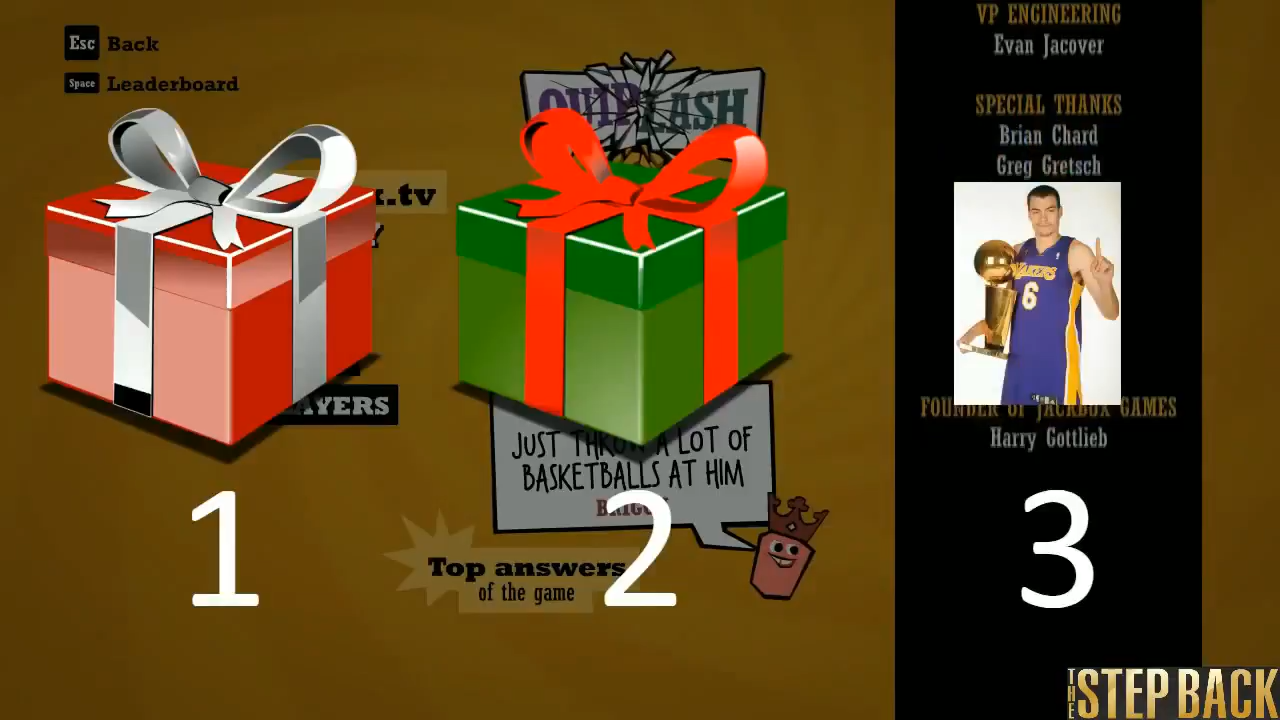 Esc Back
Space Leaderboard
QUIPLASH
x.tv
AYERS
JUST THROW A LOT OF
BASKETBALLS AT HIM
Top answers
of the game
1
2
VP ENGINEERING
Evan Jacover
SPECIAL THANKS
Brian Chard
Greg Gretsch
LAKERS
6
FOUNDER OF JACKBOX GAMES
Harry Gottlieb
3
THE STEP BACK